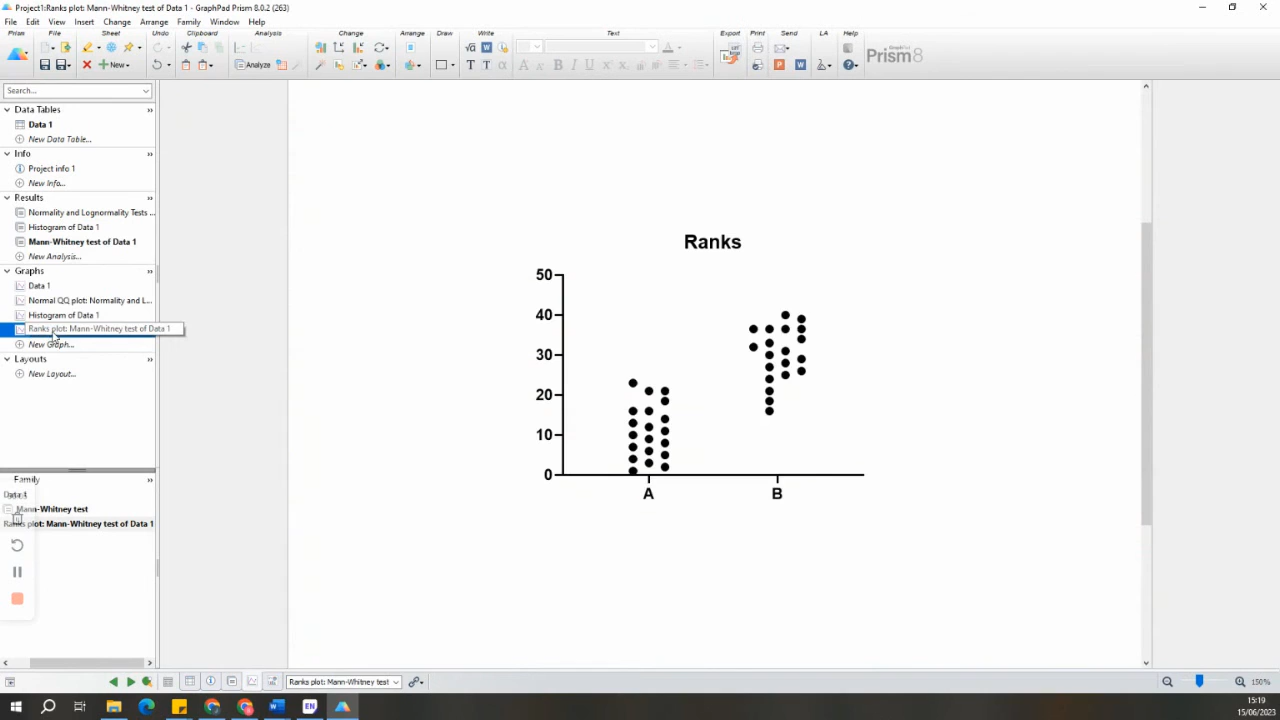 Project1:Ranks plot: Mann-Whitney test of Data 1 - GraphPad Prism 8.0.2 (263)
File Edit View Insert Change Arrange Family Window Help
Prism File Sheet Undo Clipboard Analysis Change Arrange Draw Write Text Export Print Send LA Help
New Analyze GraphPad Prism 8
Search...
Data Tables
Data 1
New Data Table...
Info
Project info 1
New Info...
Results
Normality and Lognormality Tests ...
Histogram of Data 1
Mann-Whitney test of Data 1
New Analysis...
Graphs
Data 1
Normal QQ plot: Normality and L...
Histogram of Data 1
Ranks plot: Mann-Whitney test of Data 1
New Graph...
Layouts
New Layout...
Family
Data 1
Mann-Whitney test
Ranks plot: Mann-Whitney test of Data 1
Ranks
50
40
30
20
10
0
A B
Ranks plot: Mann-Whitney test
150%
EN
15:19
15/06/2023